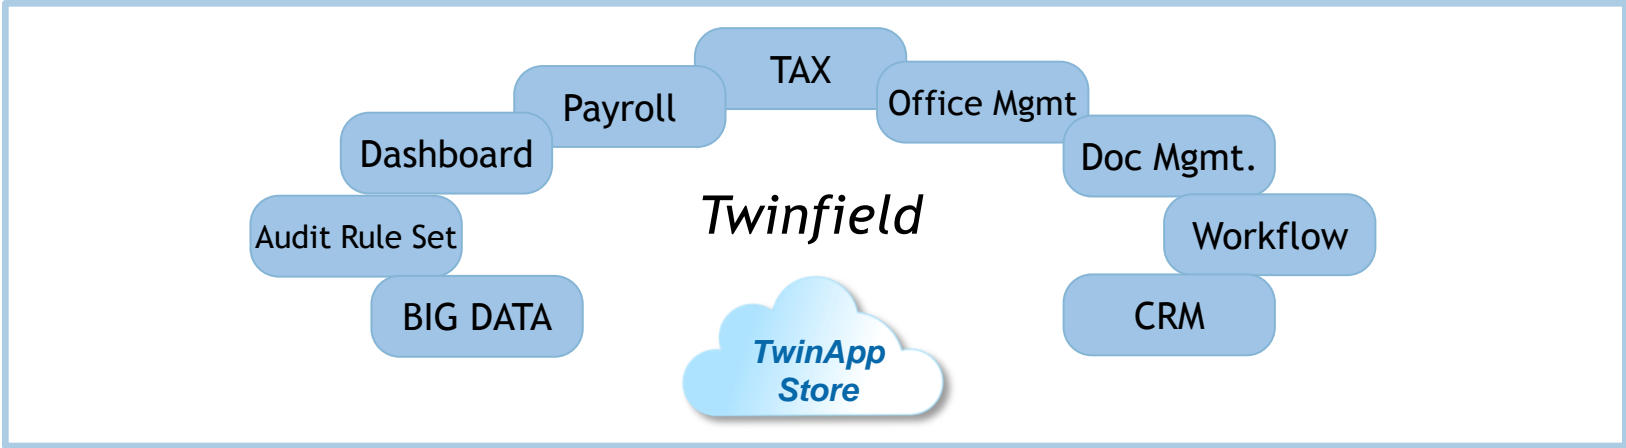 TAX
Payroll
Office Mgmt
Dashboard
Doc Mgmt.
Twinfield
Audit Rule Set
Workflow
BIG DATA
CRM
TwinApp
Store